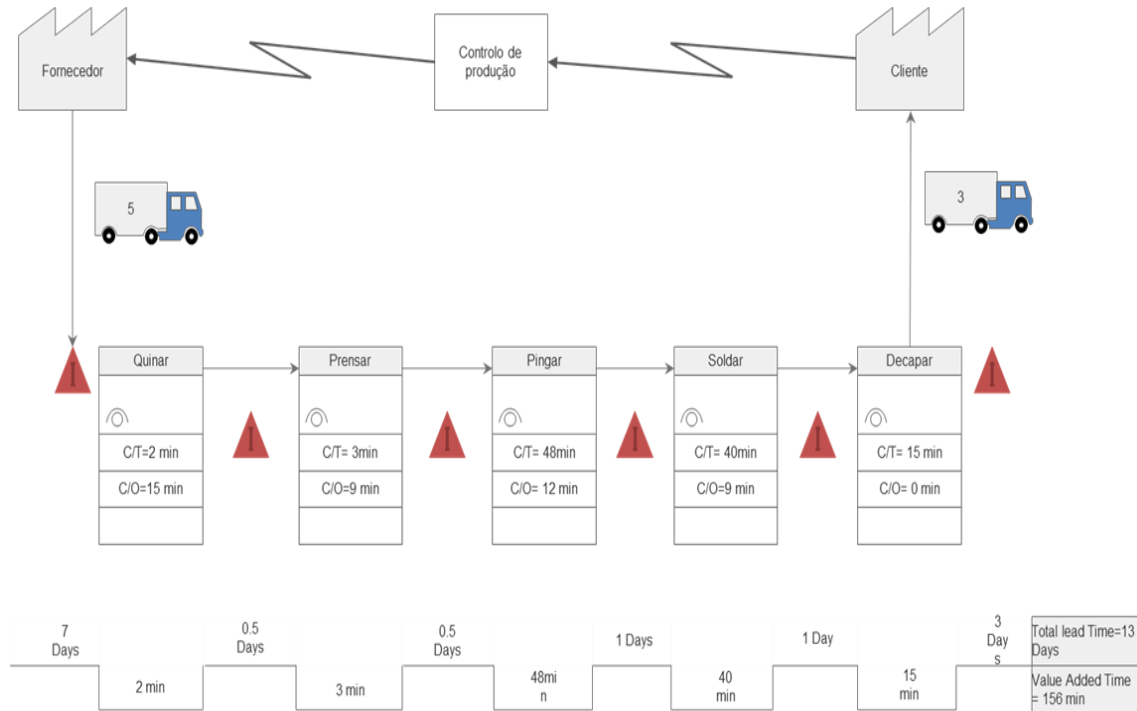 Fornecedor
Controlo de
produção
Cliente
5
3
I
Quinar
Prensar
Pingar
Soldar
Decapar
I
C/T=2 min
I
C/T= 3min
I
C/T= 48min
I
C/T= 40min
I
C/T= 15 min
C/O=15 min
C/O=9 min
C/O= 12 min
C/O=9 min
C/O= 0 min
7
Days
0.5
Days
0.5
Days
1 Days
1 Day
3
Day
s
Total lead Time=13
Days
2 min
3 min
48mi
n
40
min
15
min
Value Added Time
= 156 min